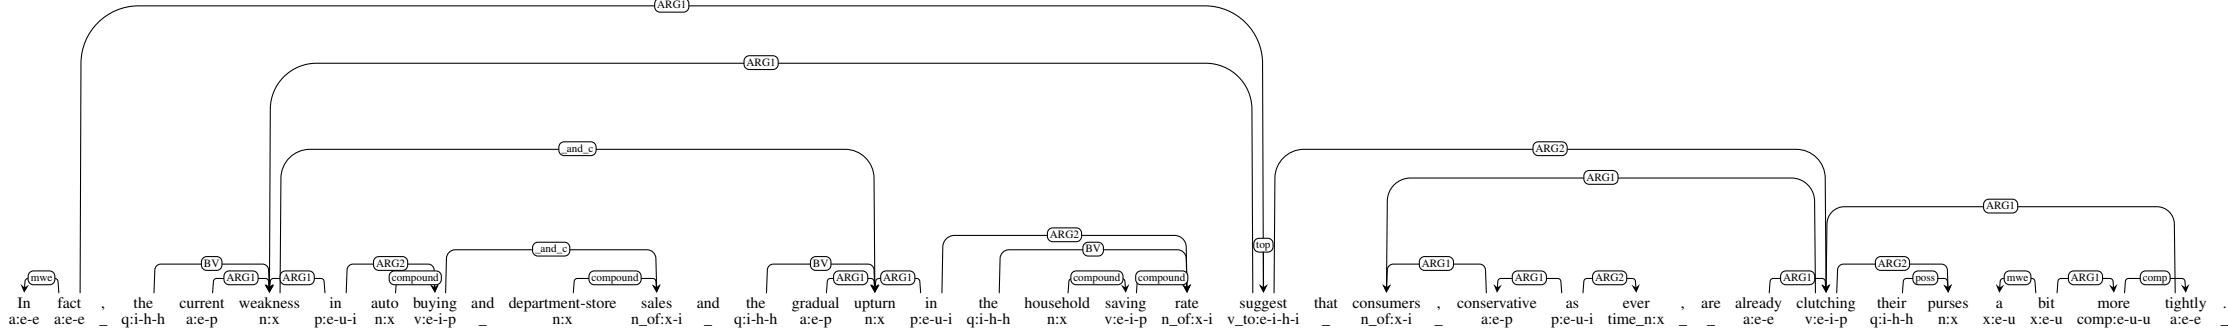 ARG1
ARG1
_and_c ARG2
ARG1
ARG1
ARG2
_and_c BV top
BV ARG2 BV ARG1 ARG2
mwe ARG1 ARG1 compound compound ARG1 ARG1 compound compound ARG1 ARG2 ARG1 poss mwe ARG1 comp
In fact , the current weakness in auto buying and department-store sales and the gradual upturn in the household saving rate suggest that consumers , conservative as ever , are already clutching their purses a bit more tightly .
a:e-e a:e-e _ q:i-h-h a:e-p n:x p:e-u-i n:x v:e-i-p _ n:x n_of:x-i _ q:i-h-h a:e-p n:x p:e-u-i q:i-h-h n:x v:e-i-p n_of:x-i v_to:e-i-h-i _ n_of:x-i _ a:e-p p:e-u-i time_n:x _ _ a:e-e v:e-i-p q:i-h-h n:x x:e-u x:e-u comp:e-u-u a:e-e _